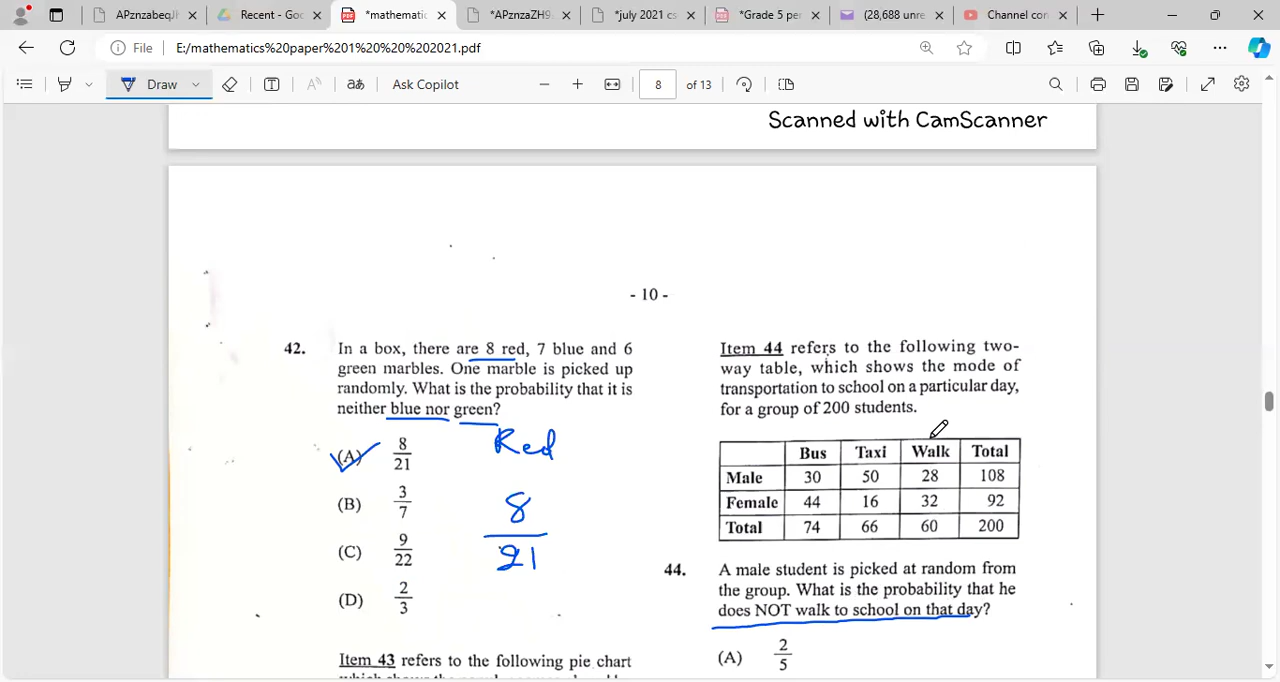 APznzabeqJH
Recent - Goo
*mathematic
*APznzaZH9
*july 2021 cs
*Grade 5 per
(28,688 unre
Channel con
File
E:/mathematics%20paper%201%20%20%202021.pdf
Draw
aあ
Ask Copilot
8
of 13
Scanned with CamScanner
- 10 -
42. In a box, there are 8 red, 7 blue and 6
green marbles. One marble is picked up
randomly. What is the probability that it is
neither blue nor green?
Red
(A) 8/21
(B) 3/7
8/21
(C) 9/22
(D) 2/3
Item 43 refers to the following pie chart
Item 44 refers to the following two-
way table, which shows the mode of
transportation to school on a particular day,
for a group of 200 students.
Bus Taxi Walk Total
Male 30 50 28 108
Female 44 16 32 92
Total 74 66 60 200
44. A male student is picked at random from
the group. What is the probability that he
does NOT walk to school on that day?
(A) 2/5